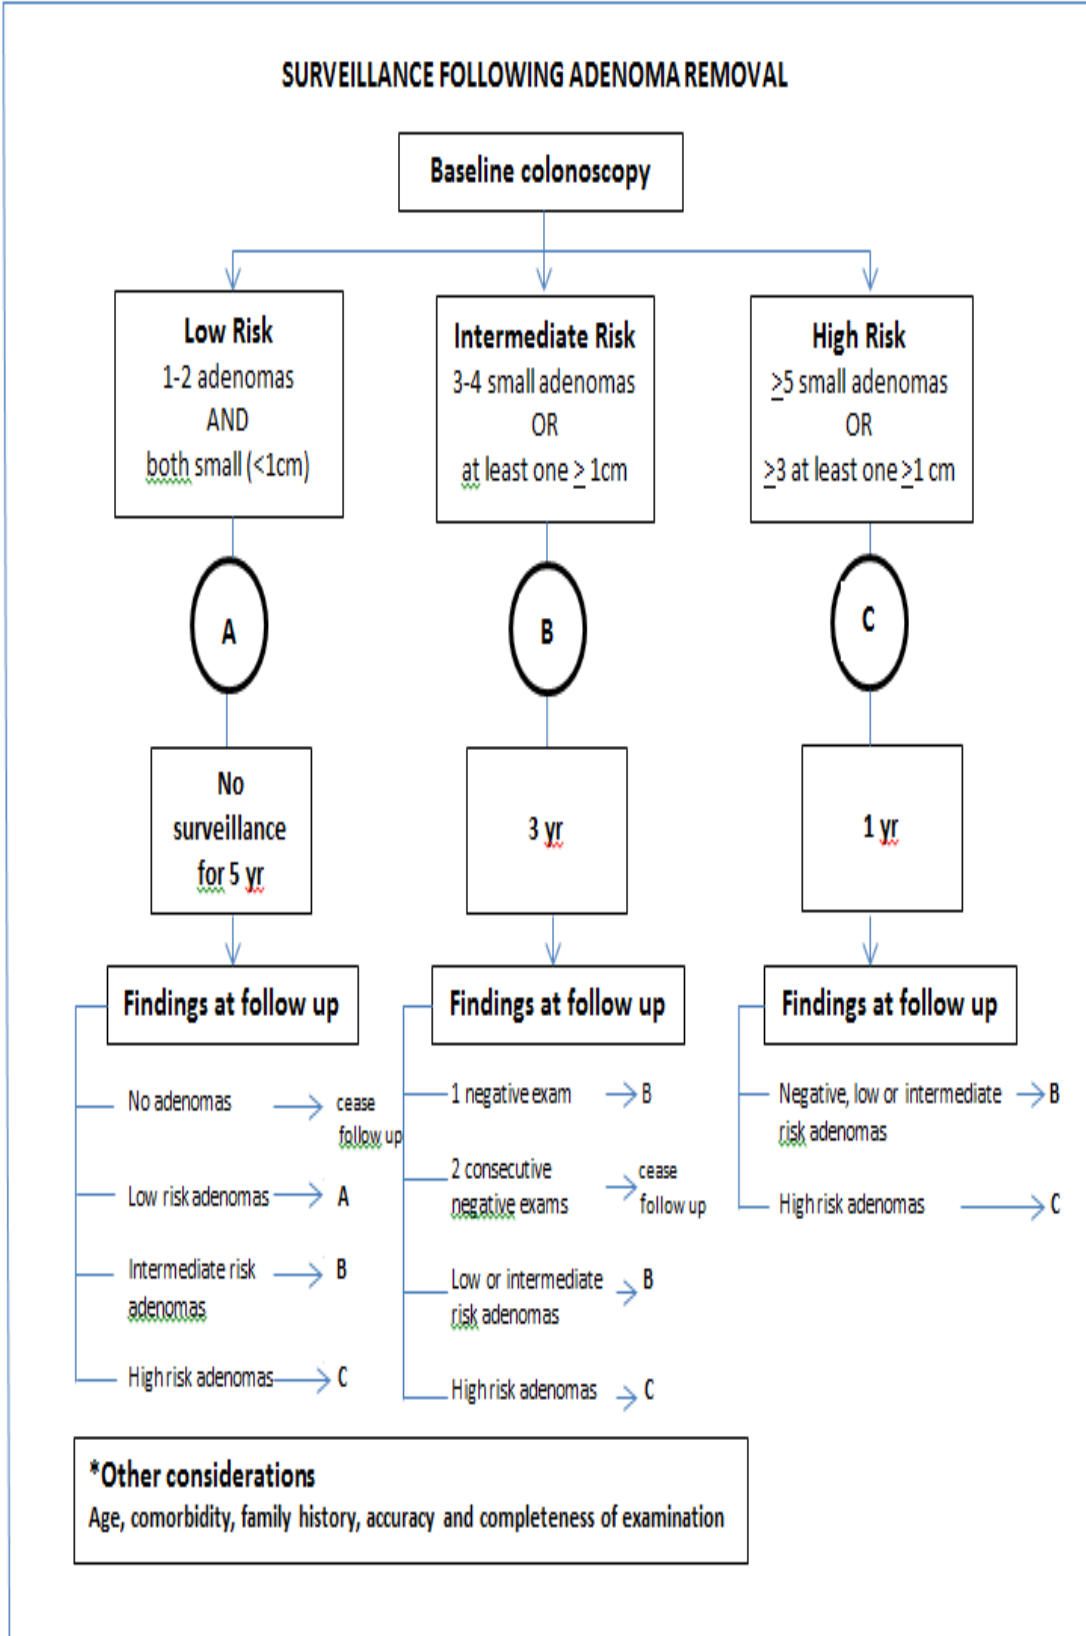 SURVEILLANCE FOLLOWING ADENOMA REMOVAL
Baseline colonoscopy
Low Risk
1-2 adenomas
AND
both small (<1cm)
Intermediate Risk
3-4 small adenomas
OR
at least one ≥ 1cm
High Risk
≥5 small adenomas
OR
≥3 at least one ≥1 cm
A
B
C
No
surveillance
for 5 yr
3 yr
1 yr
Findings at follow up
No adenomas
cease
follow up
Low risk adenomas
A
Intermediate risk
adenomas
B
High risk adenomas
C
Findings at follow up
1 negative exam
B
2 consecutive
negative exams
cease
follow up
Low or intermediate
risk adenomas
B
High risk adenomas
C
Findings at follow up
Negative, low or intermediate
risk adenomas
B
High risk adenomas
C
*Other considerations
Age, comorbidity, family history, accuracy and completeness of examination